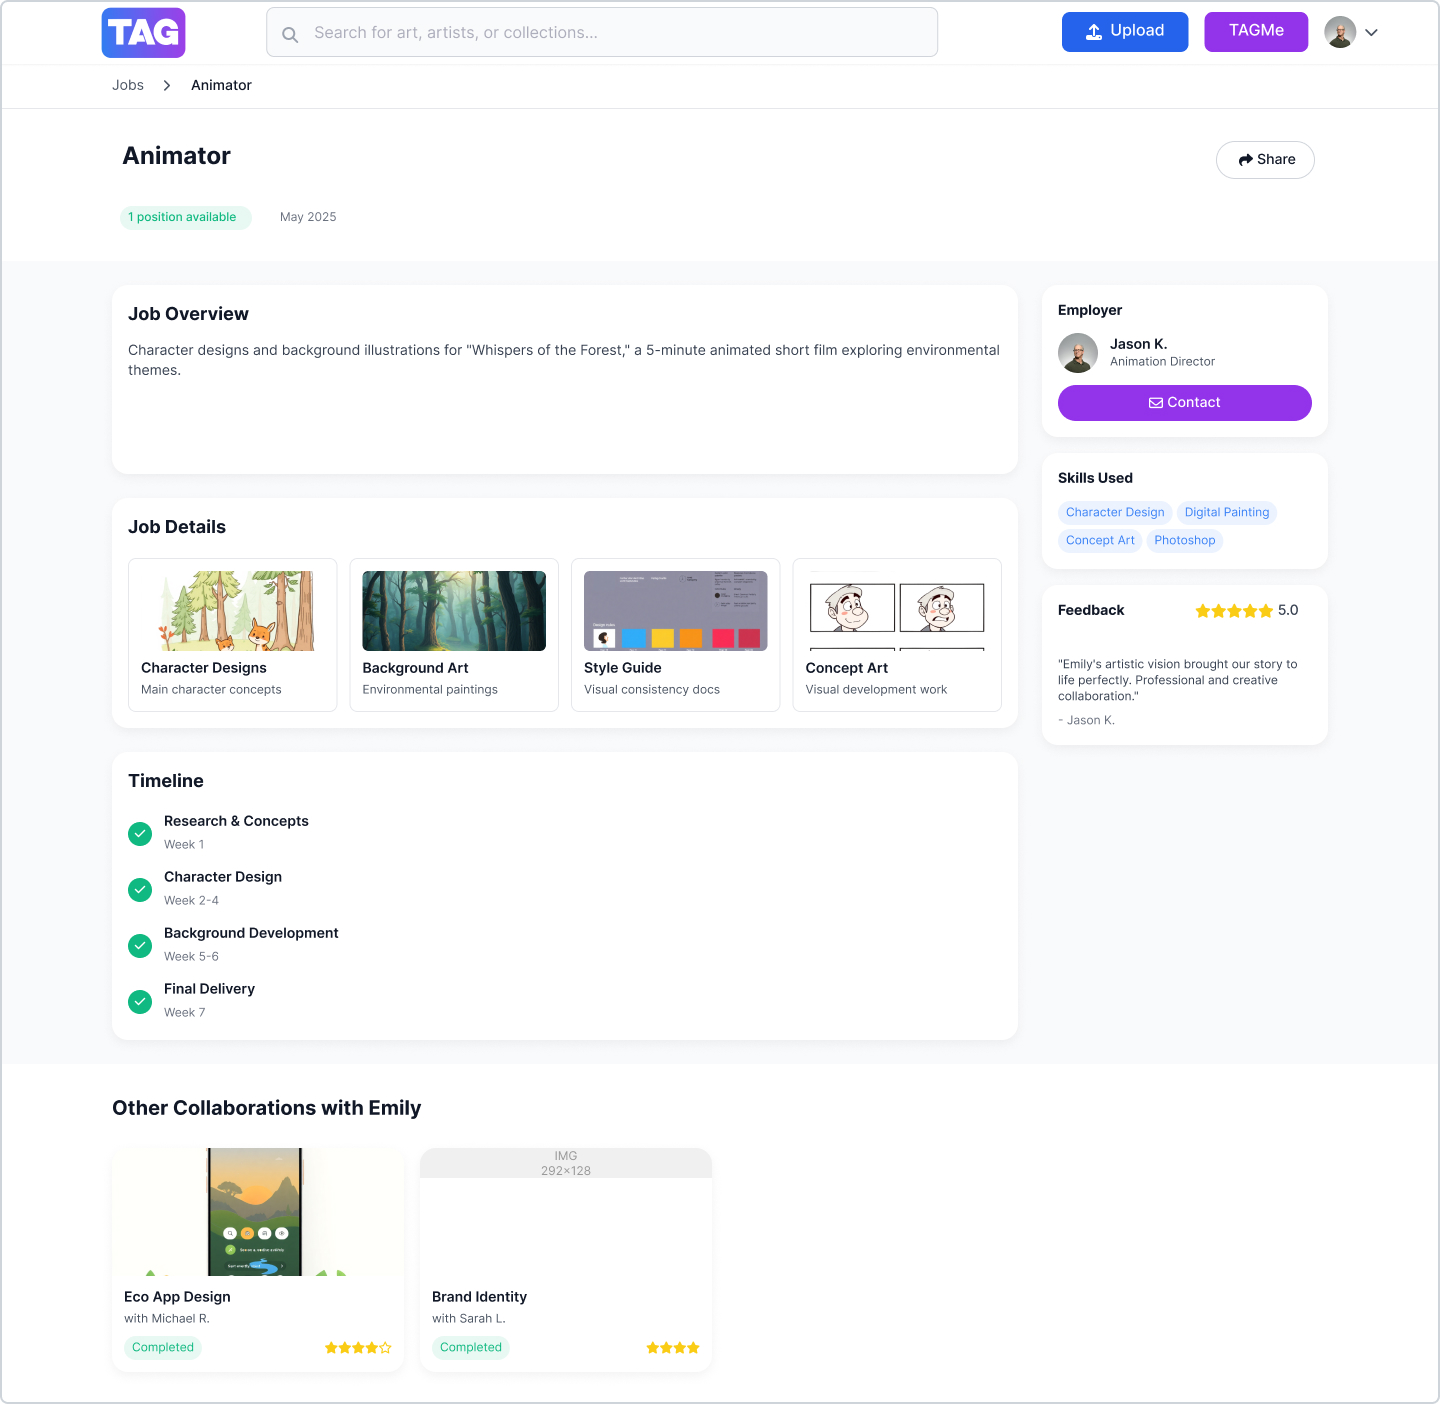 TAG
Search for art, artists, or collections...
Upload
TAGMe
Jobs
Animator
Animator
Share
1 position available
May 2025
Job Overview
Character designs and background illustrations for "Whispers of the Forest," a 5-minute animated short film exploring environmental
themes.
Job Details
Character Designs
Main character concepts
Background Art
Environmental paintings
Style Guide
Visual consistency docs
Concept Art
Visual development work
Timeline
Research & Concepts
Week 1
Character Design
Week 2-4
Background Development
Week 5-6
Final Delivery
Week 7
Employer
Jason K.
Animation Director
Contact
Skills Used
Character Design
Digital Painting
Concept Art
Photoshop
Feedback
5.0
"Emily's artistic vision brought our story to
life perfectly. Professional and creative
collaboration."
- Jason K.
Other Collaborations with Emily
Eco App Design
with Michael R.
Completed
IMG
292×128
Brand Identity
with Sarah L.
Completed